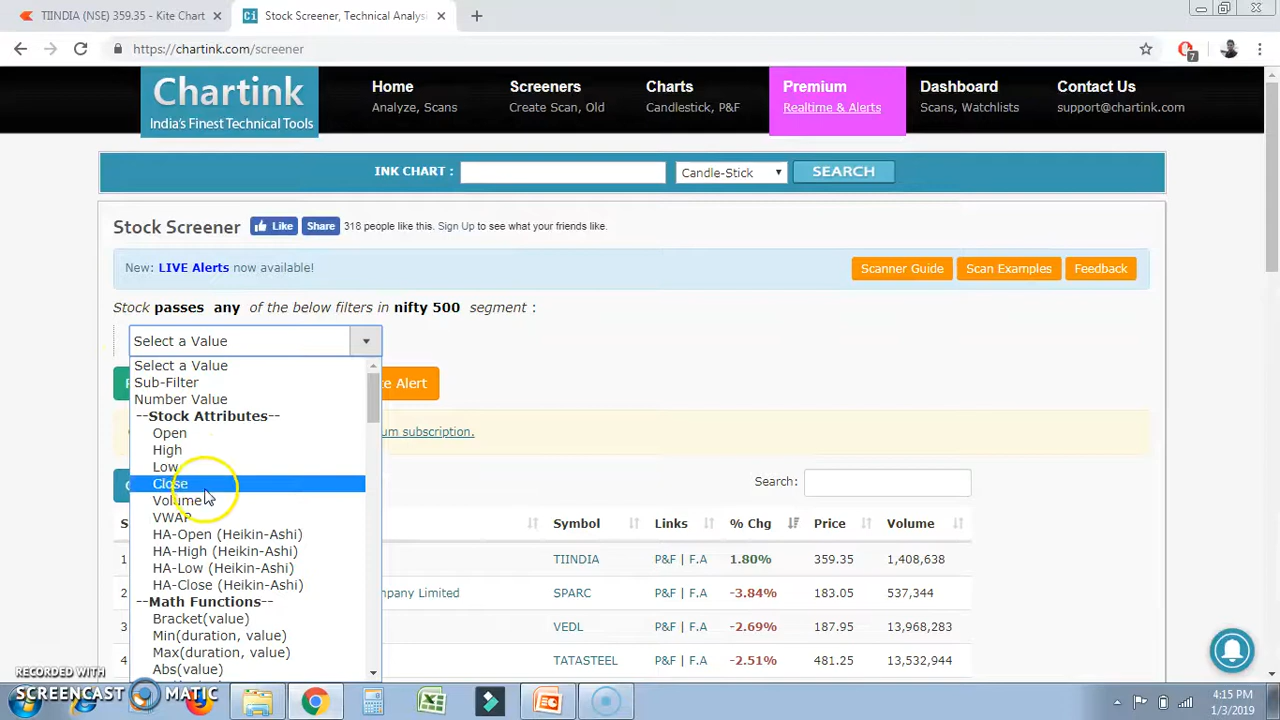 TIINDIA (NSE) 359.35 - Kite Chart
Stock Screener, Technical Analysi
https://chartink.com/screener
7
Chartink
India's Finest Technical Tools
Home
Analyze, Scans
Screeners
Create Scan, Old
Charts
Candlestick, P&F
Premium
Realtime & Alerts
Dashboard
Scans, Watchlists
Contact Us
support@chartink.com
INK CHART :
Candle-Stick
SEARCH
Stock Screener
Like
Share
318 people like this. Sign Up to see what your friends like.
New: LIVE Alerts now available!
Scanner Guide
Scan Examples
Feedback
Stock passes any of the below filters in nifty 500 segment :
Select a Value
Select a Value
Sub-Filter
Number Value
--Stock Attributes--
Open
High
Low
Close
Volume
VWAP
HA-Open (Heikin-Ashi)
HA-High (Heikin-Ashi)
HA-Low (Heikin-Ashi)
HA-Close (Heikin-Ashi)
--Math Functions--
Bracket(value)
Min(duration, value)
Max(duration, value)
Abs(value)
Alert
subscription.
Search:
Symbol Links % Chg Price Volume
1 TIINDIA P&F | F.A 1.80% 359.35 1,408,638
2 Company Limited SPARC P&F | F.A -3.84% 183.05 537,344
3 VEDL P&F | F.A -2.69% 187.95 13,968,283
4 TATASTEEL P&F | F.A -2.51% 481.25 13,532,944
RECORDED WITH
SCREENCAST MATIC
4:15 PM
1/3/2019